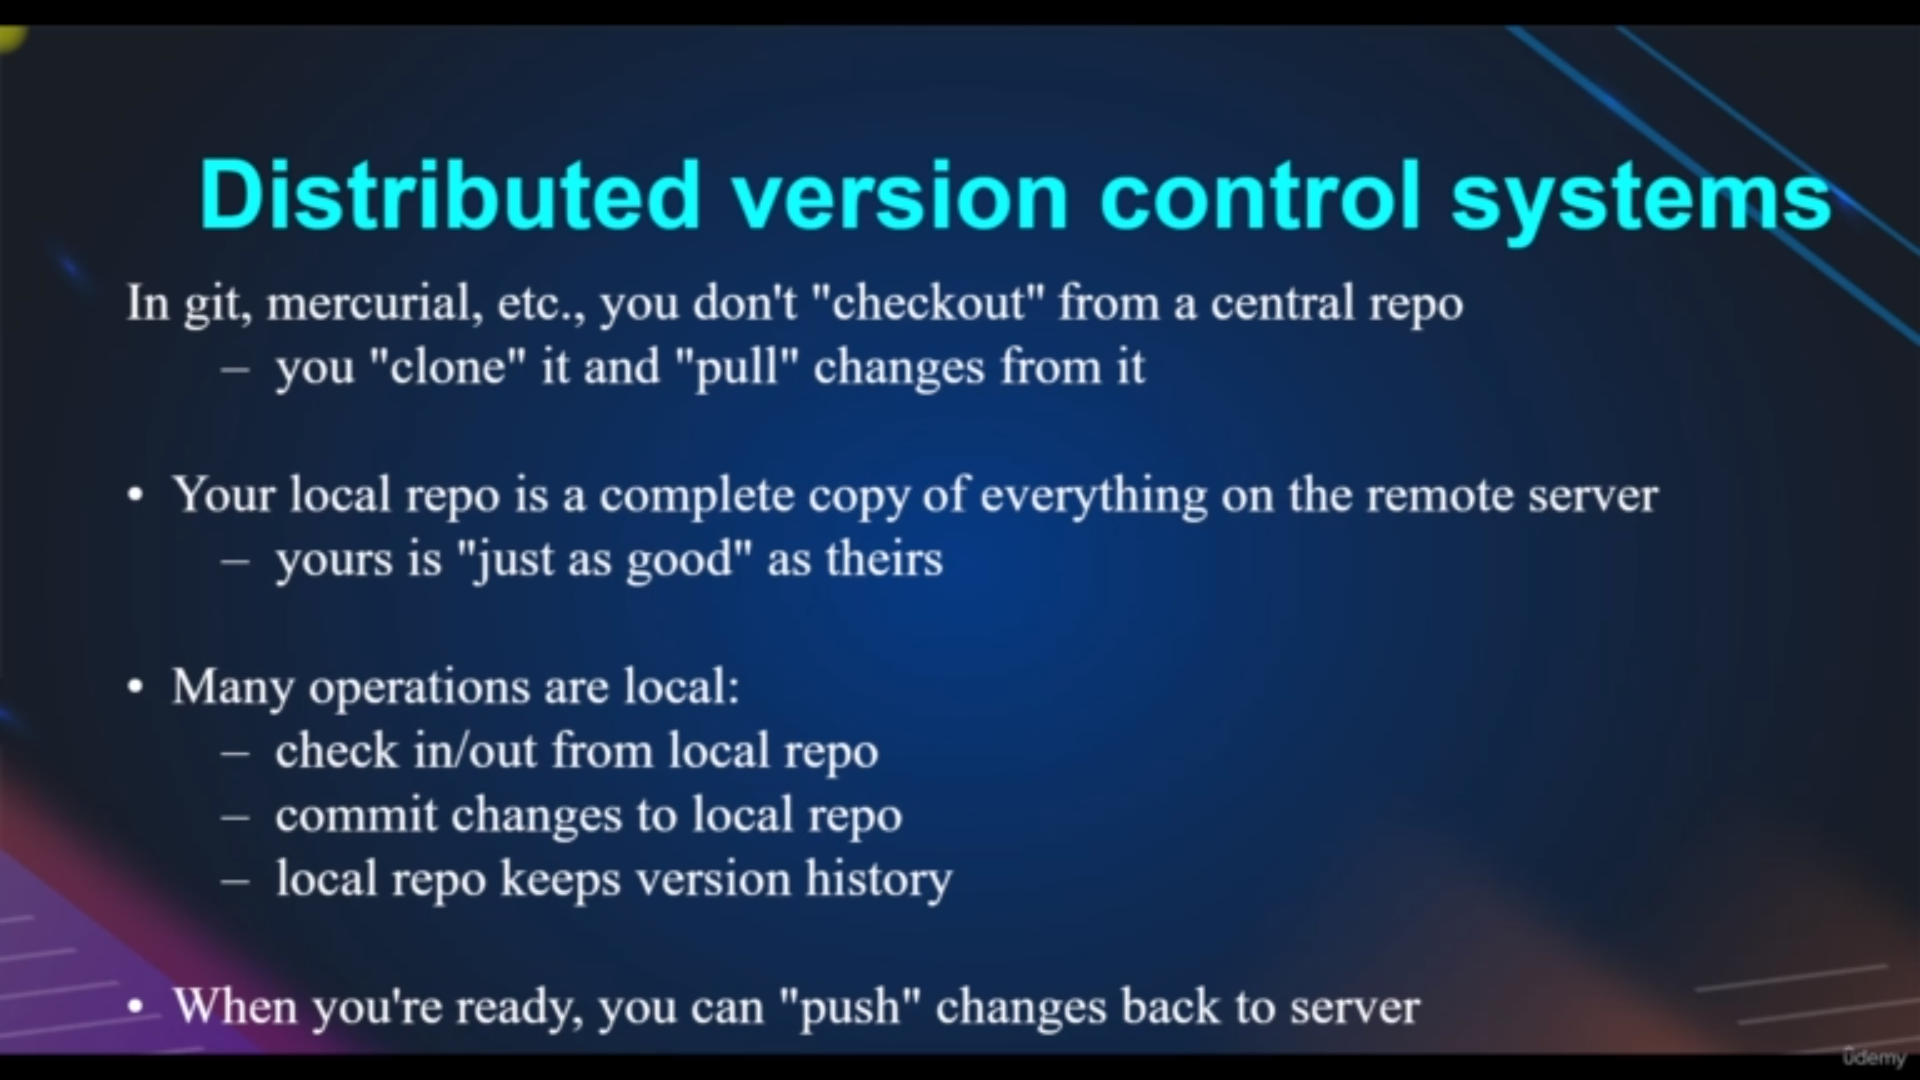 Distributed version control systems
In git, mercurial, etc., you don't "checkout" from a central repo
– you "clone" it and "pull" changes from it
• Your local repo is a complete copy of everything on the remote server
– yours is "just as good" as theirs
• Many operations are local:
– check in/out from local repo
– commit changes to local repo
– local repo keeps version history
• When you're ready, you can "push" changes back to server
ûdemy